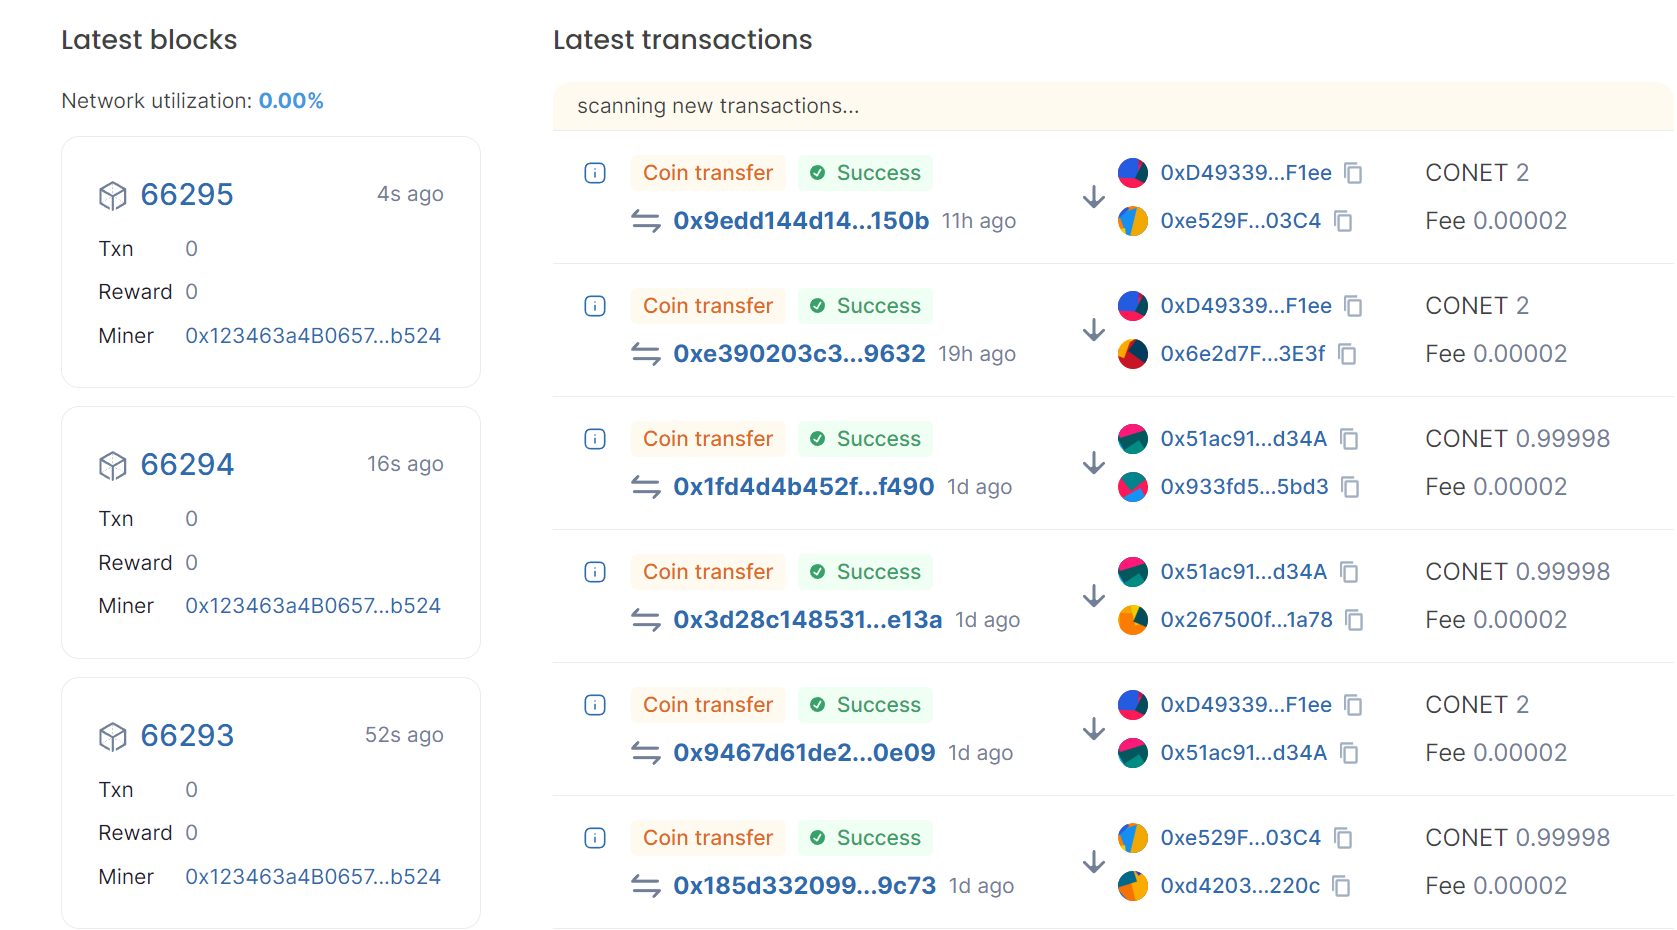 Latest blocks
Network utilization: 0.00%
66295 4s ago
Txn 0
Reward 0
Miner 0x123463a4B0657...b524
66294 16s ago
Txn 0
Reward 0
Miner 0x123463a4B0657...b524
66293 52s ago
Txn 0
Reward 0
Miner 0x123463a4B0657...b524
Latest transactions
scanning new transactions...
Coin transfer Success 0xD49339...F1ee CONET 2
0x9edd144d14...150b 11h ago 0xe529F...03C4 Fee 0.00002
Coin transfer Success 0xD49339...F1ee CONET 2
0xe390203c3...9632 19h ago 0x6e2d7F...3E3f Fee 0.00002
Coin transfer Success 0x51ac91...d34A CONET 0.99998
0x1fd4d4b452f...f490 1d ago 0x933fd5...5bd3 Fee 0.00002
Coin transfer Success 0x51ac91...d34A CONET 0.99998
0x3d28c148531...e13a 1d ago 0x267500f...1a78 Fee 0.00002
Coin transfer Success 0xD49339...F1ee CONET 2
0x9467d61de2...0e09 1d ago 0x51ac91...d34A Fee 0.00002
Coin transfer Success 0xe529F...03C4 CONET 0.99998
0x185d332099...9c73 1d ago 0xd4203...220c Fee 0.00002